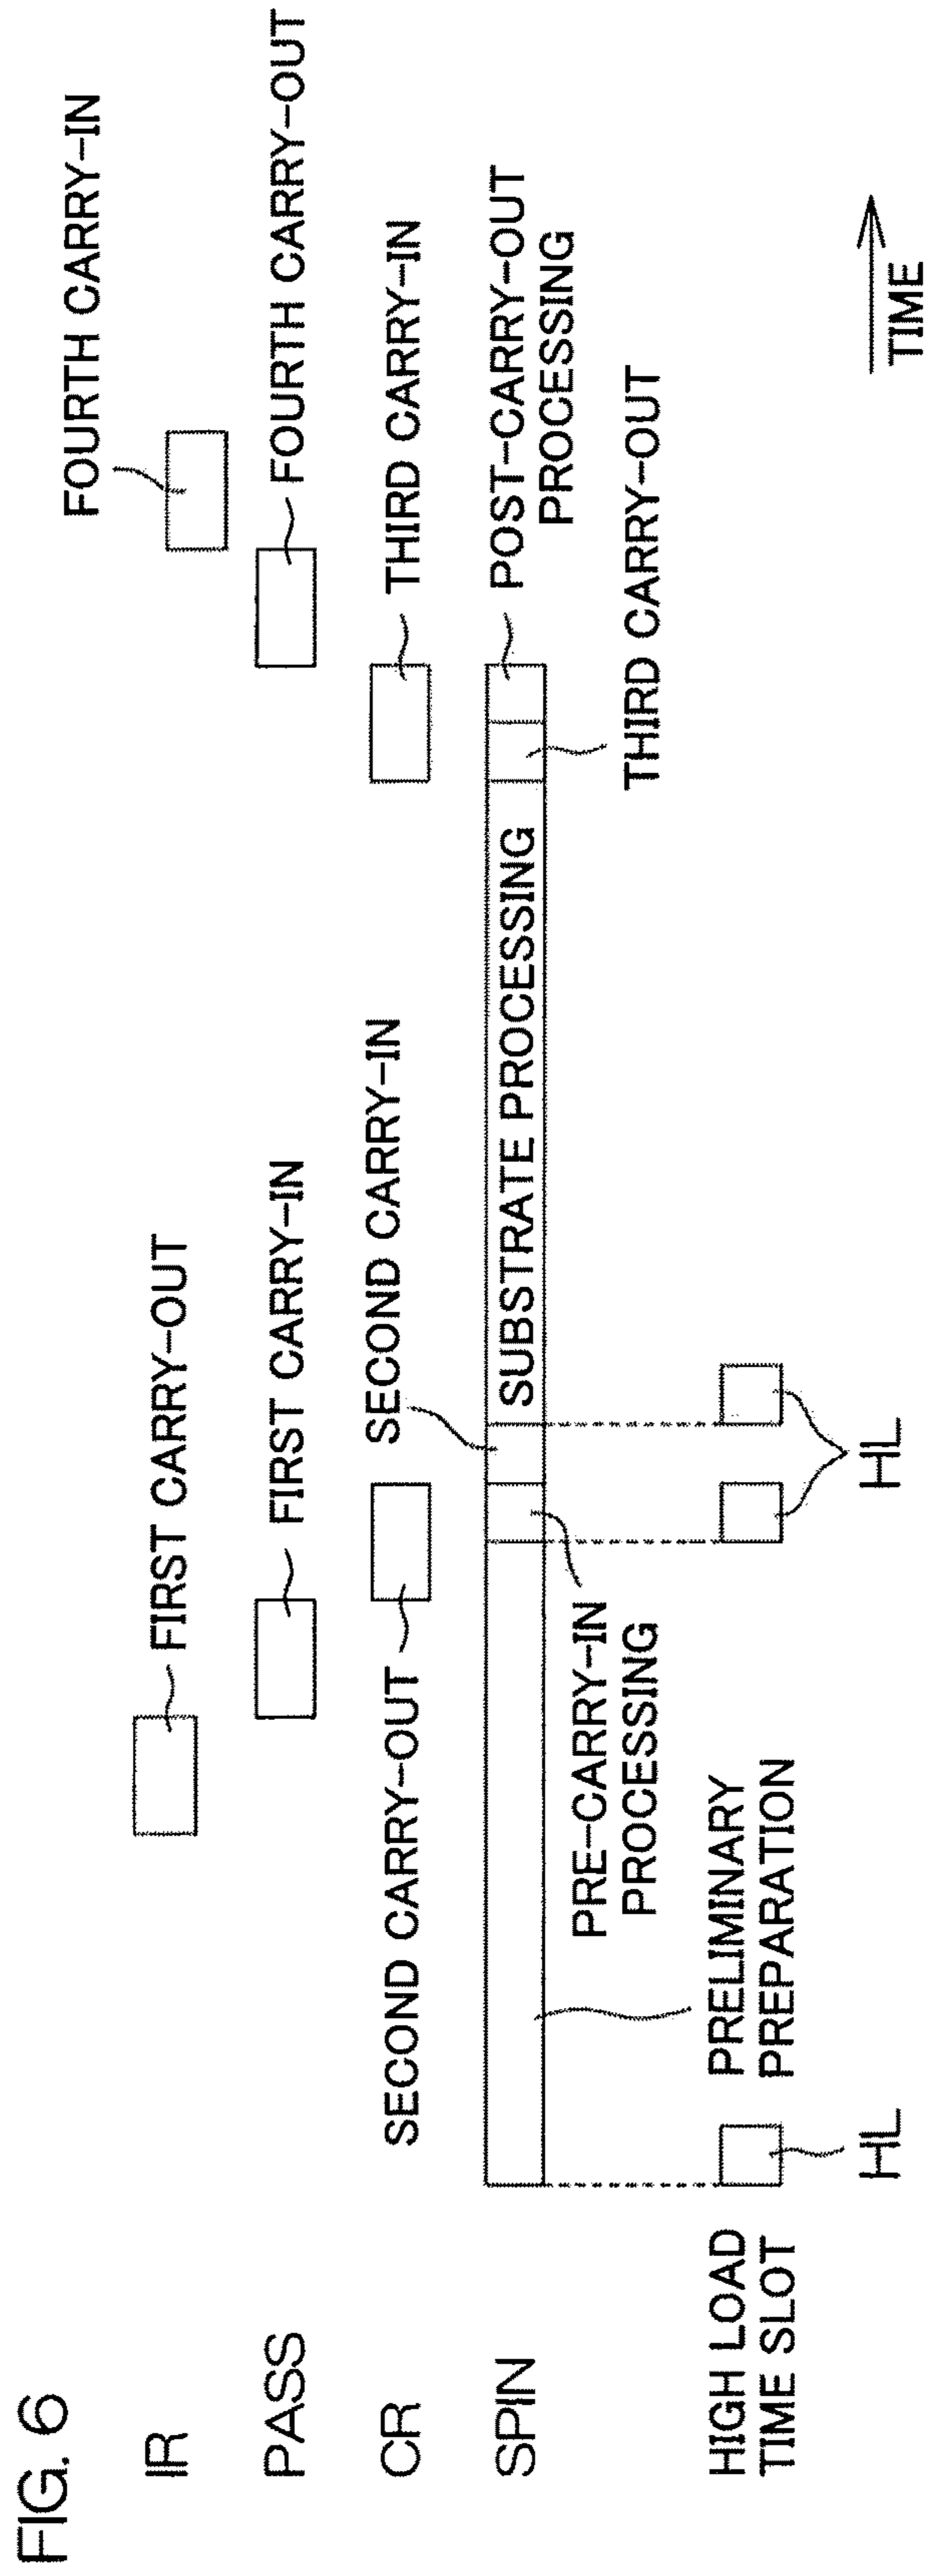 FIG. 6
IR
FIRST CARRY-OUT
FOURTH CARRY-IN
PASS
FIRST CARRY-IN
FOURTH CARRY-OUT
CR
SECOND CARRY-OUT
SECOND CARRY-IN
THIRD CARRY-IN
SPIN
SUBSTRATE PROCESSING
POST-CARRY-OUT
PROCESSING
PRE-CARRY-IN
PROCESSING
THIRD CARRY-OUT
PRELIMINARY
PREPARATION
HIGH LOAD
TIME SLOT
HL
HL
TIME